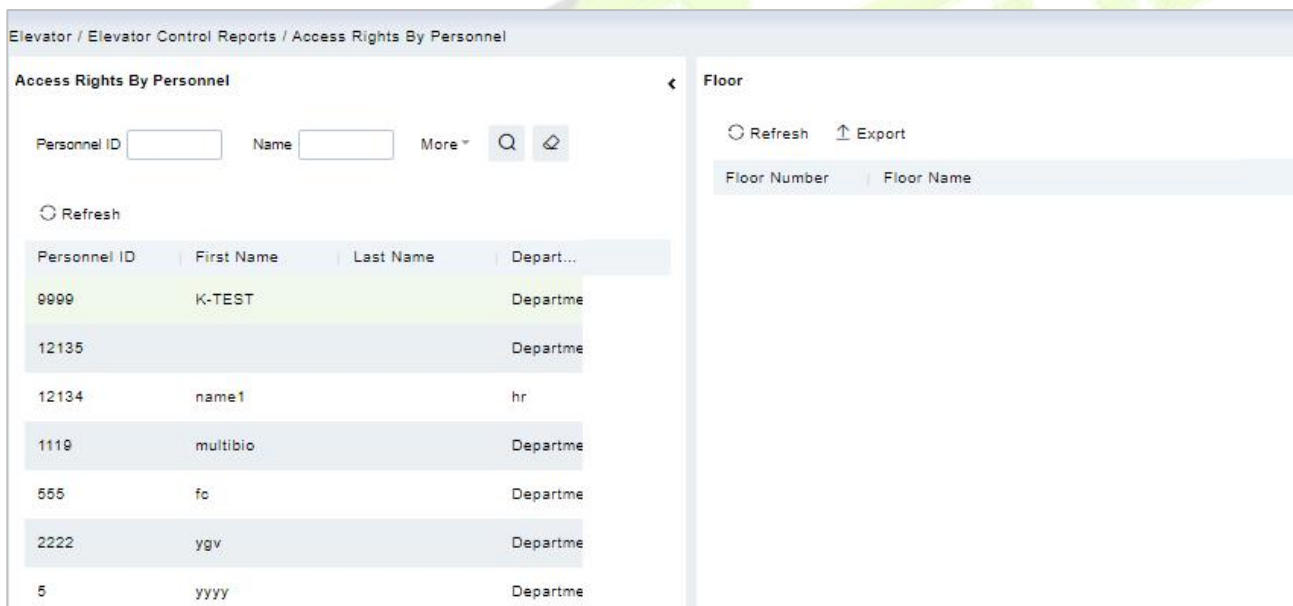 Elevator / Elevator Control Reports / Access Rights By Personnel
Access Rights By Personnel
Personnel ID Name More
Refresh
Personnel ID First Name Last Name Depart...
9999 K-TEST Departme
12135 Departme
12134 name1 hr
1119 multibio Departme
555 fc Departme
2222 ygv Departme
5 yyyy Departme
Floor
Refresh Export
Floor Number Floor Name